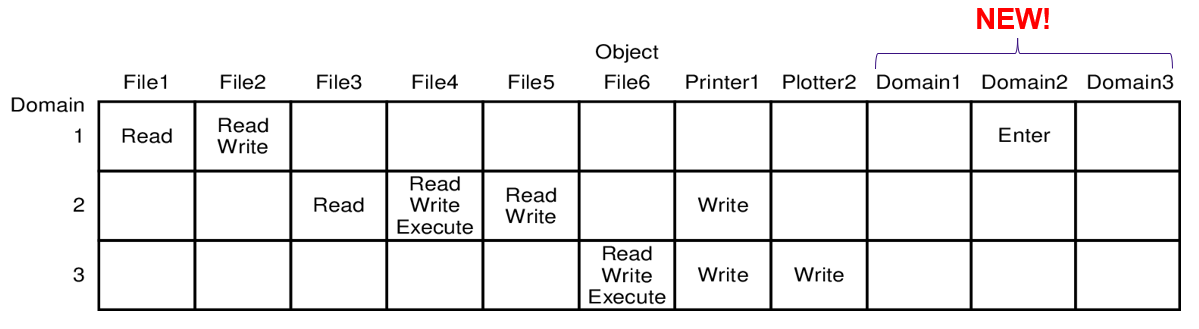 NEW!
Object
File1 File2 File3 File4 File5 File6 Printer1 Plotter2 Domain1 Domain2 Domain3
Domain
1 Read Read Write Enter
2 Read Read Write Execute Read Write Write
3 Read Write Execute Write Write